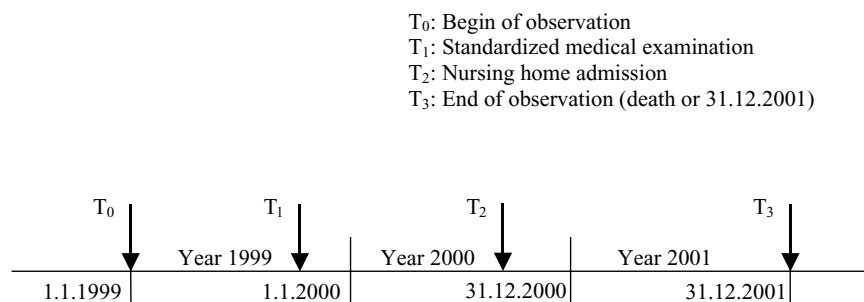 T₀: Begin of observation
T₁: Standardized medical examination
T₂: Nursing home admission
T₃: End of observation (death or 31.12.2001)
T₀ T₁ T₂ T₃
Year 1999 Year 2000 Year 2001
1.1.1999 1.1.2000 31.12.2000 31.12.2001